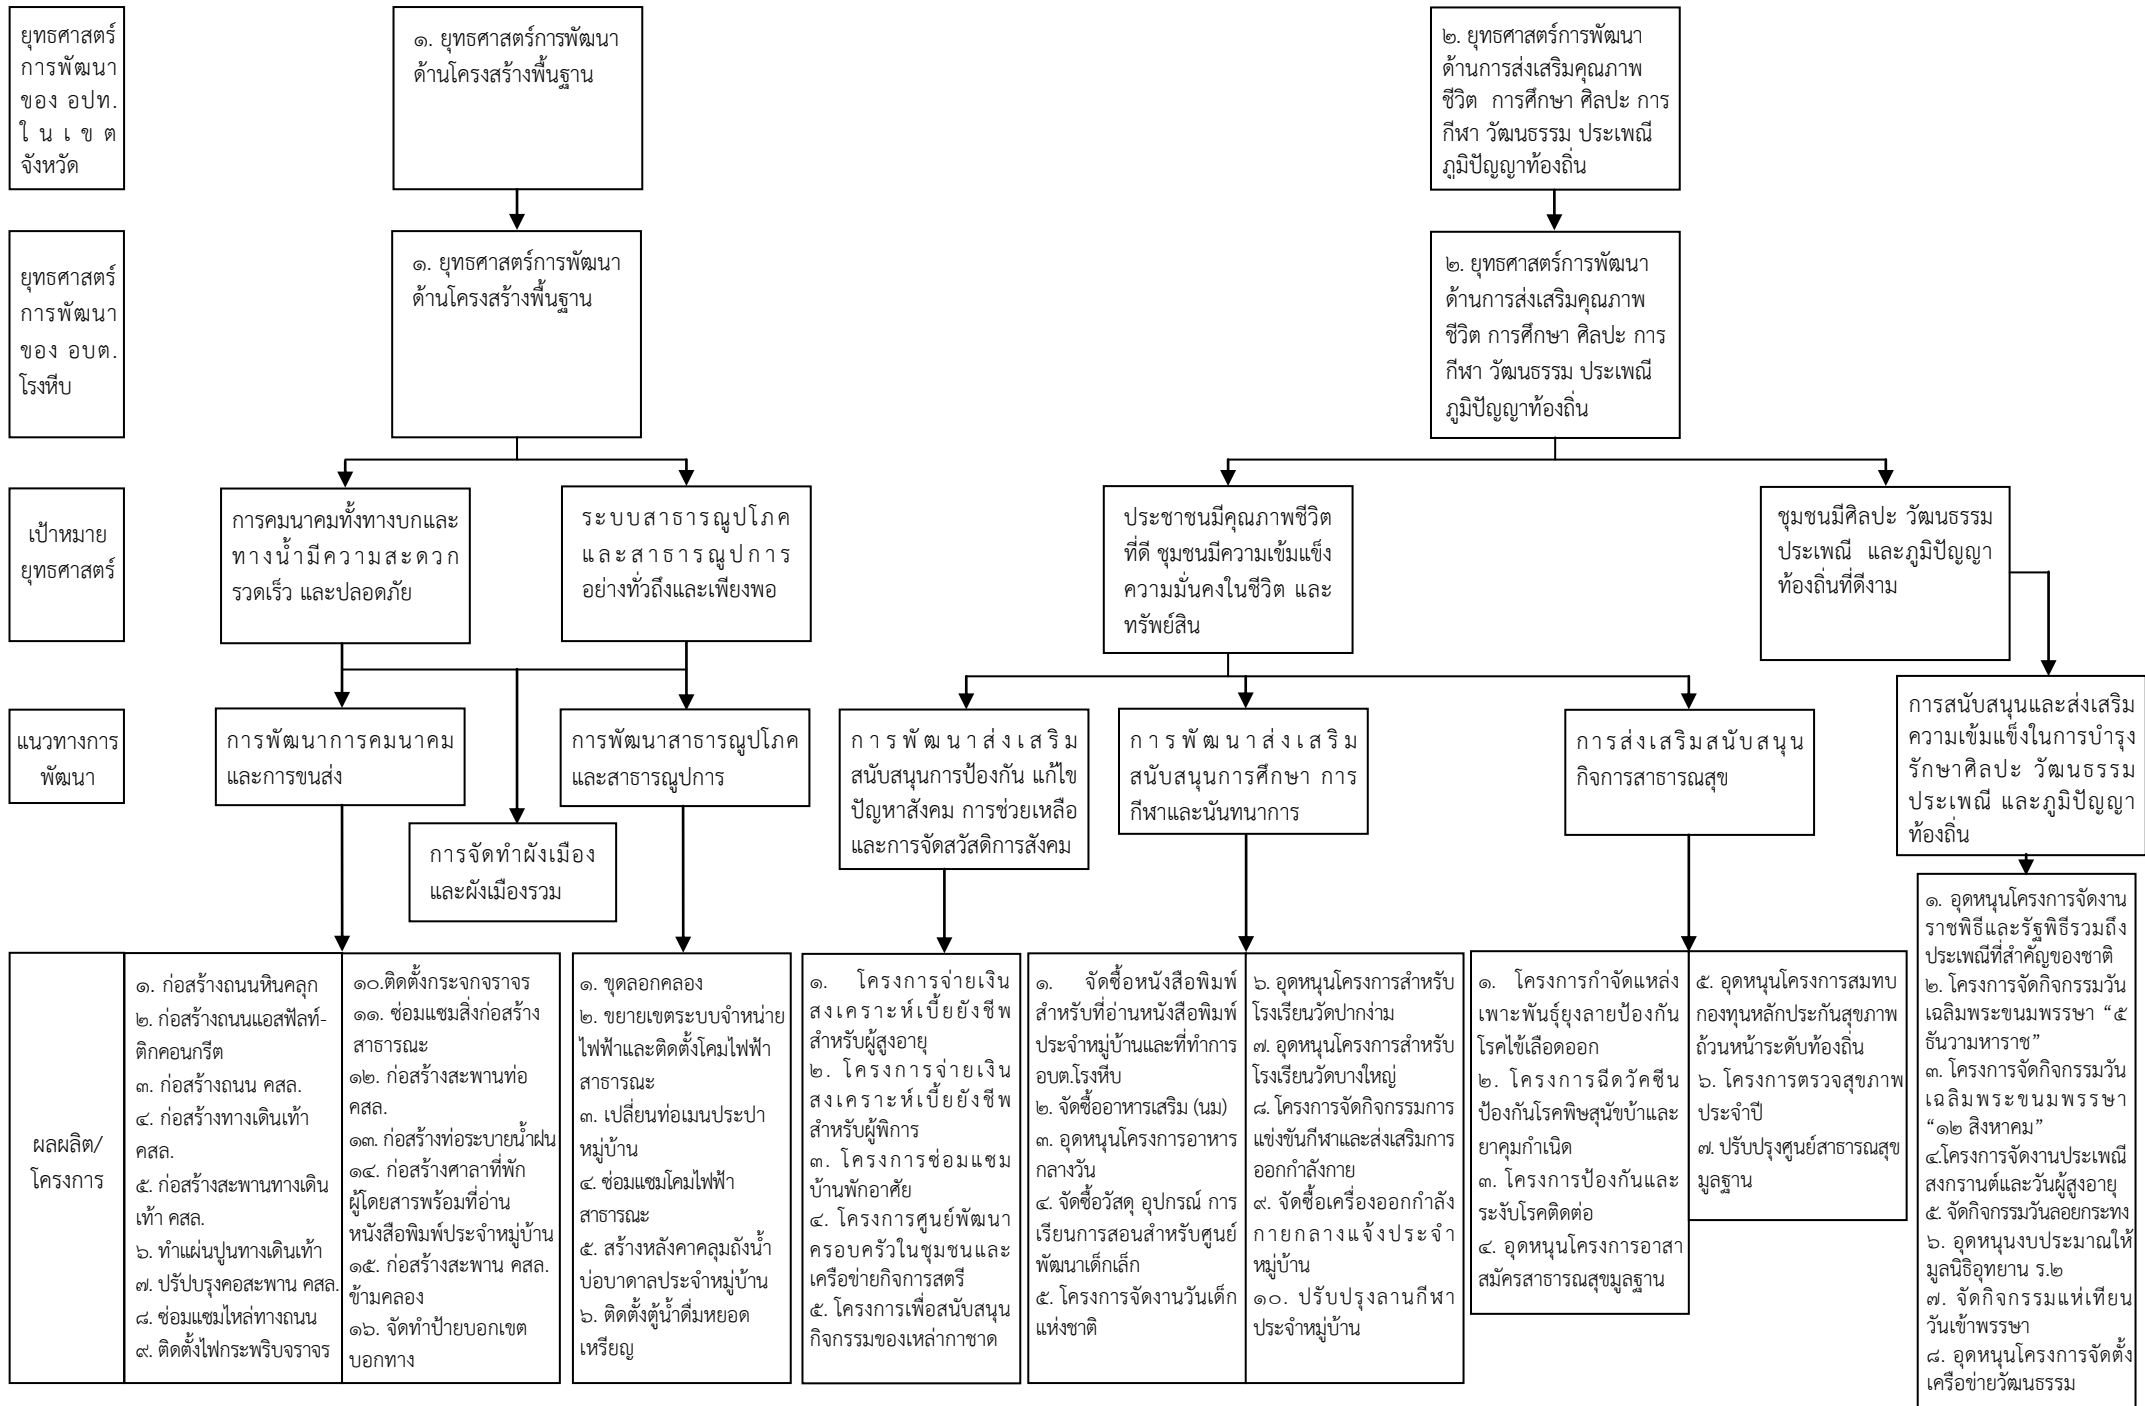 ยุทธศาสตร์
การพัฒนา
ของ อปท.
ในเขต
จังหวัด
๑. ยุทธศาสตร์การพัฒนา
ด้านโครงสร้างพื้นฐาน
๒. ยุทธศาสตร์การพัฒนา
ด้านการส่งเสริมคุณภาพ
ชีวิต การศึกษา ศิลปะ การ
กีฬา วัฒนธรรม ประเพณี
ภูมิปัญญาท้องถิ่น
ยุทธศาสตร์
การพัฒนา
ของ อบต.
โรงหีบ
๑. ยุทธศาสตร์การพัฒนา
ด้านโครงสร้างพื้นฐาน
๒. ยุทธศาสตร์การพัฒนา
ด้านการส่งเสริมคุณภาพ
ชีวิต การศึกษา ศิลปะ การ
กีฬา วัฒนธรรม ประเพณี
ภูมิปัญญาท้องถิ่น
เป้าหมาย
ยุทธศาสตร์
การคมนาคมทั้งทางบกและ
ทางน้ำมีความสะดวก
รวดเร็ว และปลอดภัย
ระบบสาธารณูปโภค
และสาธารณูปการ
อย่างทั่วถึงและเพียงพอ
ประชาชนมีคุณภาพชีวิต
ที่ดี ชุมชนมีความเข้มแข็ง
ความมั่นคงในชีวิต และ
ทรัพย์สิน
ชุมชนมีศิลปะ วัฒนธรรม
ประเพณี และภูมิปัญญา
ท้องถิ่นที่ดีงาม
แนวทางการ
พัฒนา
การพัฒนาการคมนาคม
และการขนส่ง
การจัดทำผังเมือง
และผังเมืองรวม
การพัฒนาสาธารณูปโภค
และสาธารณูปการ
การพัฒนาส่งเสริม
สนับสนุนการป้องกัน แก้ไข
ปัญหาสังคม การช่วยเหลือ
และการจัดสวัสดิการสังคม
การพัฒนาส่งเสริม
สนับสนุนการศึกษา การ
กีฬาและนันทนาการ
การส่งเสริมสนับสนุน
กิจการสาธารณสุข
การสนับสนุนและส่งเสริม
ความเข้มแข็งในการบำรุง
รักษาศิลปะ วัฒนธรรม
ประเพณี และภูมิปัญญา
ท้องถิ่น
ผลผลิต/
โครงการ
๑. ก่อสร้างถนนหินคลุก
๒. ก่อสร้างถนนแอสฟัลท์-
ติกคอนกรีต
๓. ก่อสร้างถนน คสล.
๔. ก่อสร้างทางเดินเท้า
คสล.
๕. ก่อสร้างสะพานทางเดิน
เท้า คสล.
๖. ทำแผ่นปูนทางเดินเท้า
๗. ปรับปรุงคอสะพาน คสล.
๘. ซ่อมแซมไหล่ทางถนน
๙. ติดตั้งไฟกระพริบจราจร
๑๐.ติดตั้งกระจกจราจร
๑๑. ซ่อมแซมสิ่งก่อสร้าง
สาธารณะ
๑๒. ก่อสร้างสะพานท่อ
คสล.
๑๓. ก่อสร้างท่อระบายน้ำฝน
๑๔. ก่อสร้างศาลาที่พัก
ผู้โดยสารพร้อมที่อ่าน
หนังสือพิมพ์ประจำหมู่บ้าน
๑๕. ก่อสร้างสะพาน คสล.
ข้ามคลอง
๑๖. จัดทำป้ายบอกเขต
บอกทาง
๑. ขุดลอกคลอง
๒. ขยายเขตระบบจำหน่าย
ไฟฟ้าและติดตั้งโคมไฟฟ้า
สาธารณะ
๓. เปลี่ยนท่อเมนประปา
หมู่บ้าน
๔. ซ่อมแซมโคมไฟฟ้า
สาธารณะ
๕. สร้างหลังคาคลุมถังน้ำ
บ่อบาดาลประจำหมู่บ้าน
๖. ติดตั้งตู้น้ำดื่มหยอด
เหรียญ
๑. โครงการจ่ายเงิน
สงเคราะห์เบี้ยยังชีพ
สำหรับผู้สูงอายุ
๒. โครงการจ่ายเงิน
สงเคราะห์เบี้ยยังชีพ
สำหรับผู้พิการ
๓. โครงการซ่อมแซม
บ้านพักอาศัย
๔. โครงการศูนย์พัฒนา
ครอบครัวในชุมชนและ
เครือข่ายกิจการสตรี
๕. โครงการเพื่อสนับสนุน
กิจกรรมของเหล่ากาชาด
๑. จัดซื้อหนังสือพิมพ์
สำหรับที่อ่านหนังสือพิมพ์
ประจำหมู่บ้านและที่ทำการ
อบต.โรงหีบ
๒. จัดซื้ออาหารเสริม (นม)
๓. อุดหนุนโครงการอาหาร
กลางวัน
๔. จัดซื้อวัสดุ อุปกรณ์ การ
เรียนการสอนสำหรับศูนย์
พัฒนาเด็กเล็ก
๕. โครงการจัดงานวันเด็ก
แห่งชาติ
๖. อุดหนุนโครงการสำหรับ
โรงเรียนวัดปากง่าม
๗. อุดหนุนโครงการสำหรับ
โรงเรียนวัดบางใหญ่
๘. โครงการจัดกิจกรรมการ
แข่งขันกีฬาและส่งเสริมการ
ออกกำลังกาย
๙. จัดซื้อเครื่องออกกำลัง
กายกลางแจ้งประจำ
หมู่บ้าน
๑๐. ปรับปรุงลานกีฬา
ประจำหมู่บ้าน
๑. โครงการกำจัดแหล่ง
เพาะพันธุ์ยุงลายป้องกัน
โรคไข้เลือดออก
๒. โครงการฉีดวัคซีน
ป้องกันโรคพิษสุนัขบ้าและ
ยาคุมกำเนิด
๓. โครงการป้องกันและ
ระงับโรคติดต่อ
๔. อุดหนุนโครงการอาสา
สมัครสาธารณสุขมูลฐาน
๕. อุดหนุนโครงการสมทบ
กองทุนหลักประกันสุขภาพ
ถ้วนหน้าระดับท้องถิ่น
๖. โครงการตรวจสุขภาพ
ประจำปี
๗. ปรับปรุงศูนย์สาธารณสุข
มูลฐาน
๑. อุดหนุนโครงการจัดงาน
ราชพิธีและรัฐพิธีรวมถึง
ประเพณีที่สำคัญของชาติ
๒. โครงการจัดกิจกรรมวัน
เฉลิมพระขนมพรรษา “๕
ธันวามหาราช”
๓. โครงการจัดกิจกรรมวัน
เฉลิมพระขนมพรรษา
“๑๒ สิงหาคม”
๔.โครงการจัดงานประเพณี
สงกรานต์และวันผู้สูงอายุ
๕. จัดกิจกรรมวันลอยกระทง
๖. อุดหนุนงบประมาณให้
มูลนิธิอุทยาน ร.๒
๗. จัดกิจกรรมแห่เทียน
วันเข้าพรรษา
๘. อุดหนุนโครงการจัดตั้ง
เครือข่ายวัฒนธรรม